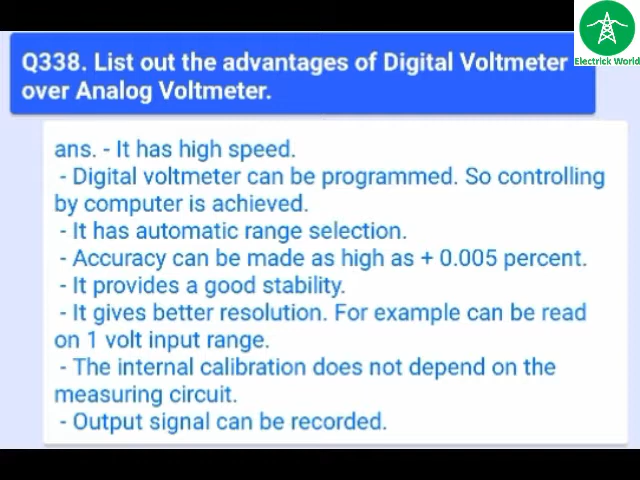 Electrick World
Q338. List out the advantages of Digital Voltmeter
over Analog Voltmeter.
ans. - It has high speed.
- Digital voltmeter can be programmed. So controlling
by computer is achieved.
- It has automatic range selection.
- Accuracy can be made as high as + 0.005 percent.
- It provides a good stability.
- It gives better resolution. For example can be read
on 1 volt input range.
- The internal calibration does not depend on the
measuring circuit.
- Output signal can be recorded.